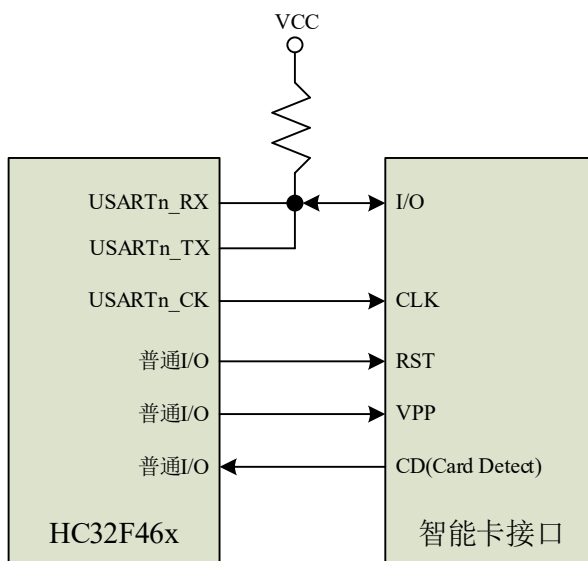 VCC
USARTn_RX
I/O
USARTn_TX
USARTn_CK
CLK
普通I/O
RST
普通I/O
VPP
普通I/O
CD(Card Detect)
HC32F46x
智能卡接口